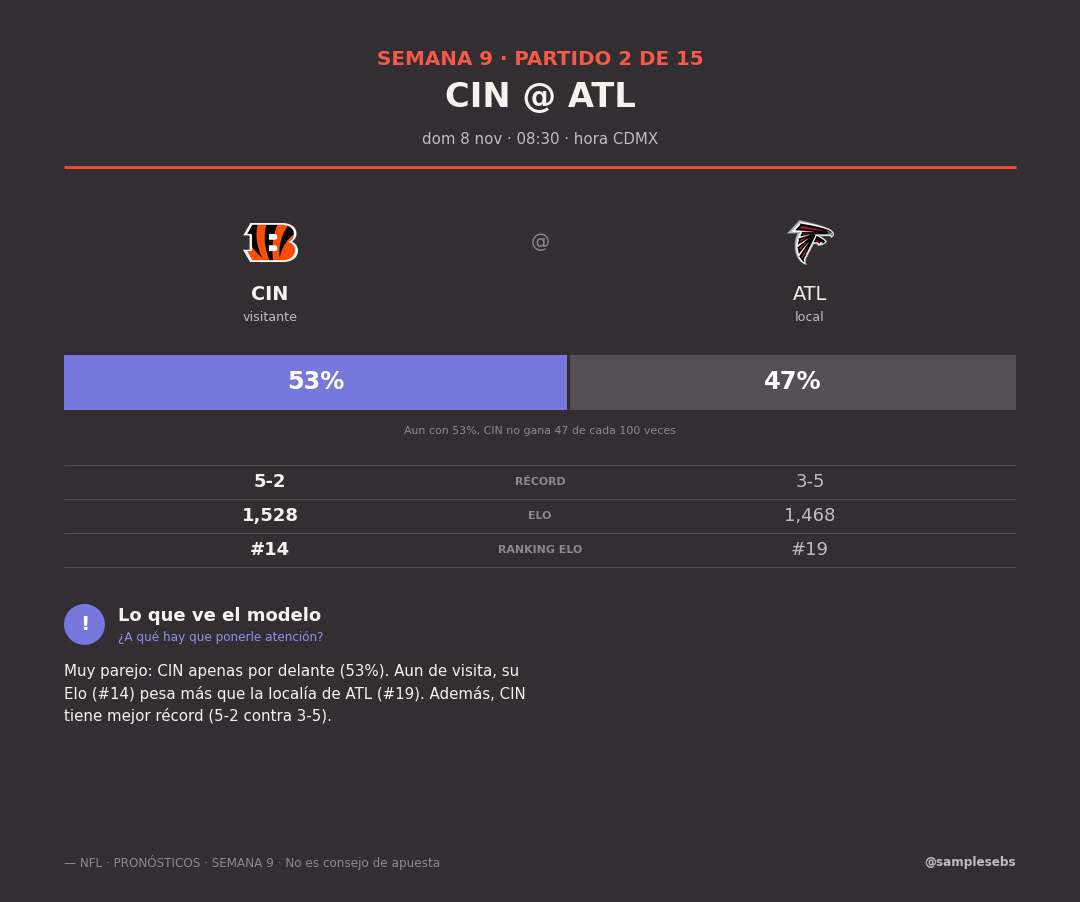 SEMANA 9 · PARTIDO 2 DE 15
CIN @ ATL
dom 8 nov · 08:30 · hora CDMX
@
CIN
ATL
visitante
local
53%
47%
Aun con 53%, CIN no gana 47 de cada 100 veces
5-2 RÉCORD 3-5
1,528 ELO 1,468
#14 RANKING ELO #19
!
Lo que ve el modelo
¿A qué hay que ponerle atención?
Muy parejo: CIN apenas por delante (53%). Aun de visita, su
Elo (#14) pesa más que la localía de ATL (#19). Además, CIN
tiene mejor récord (5-2 contra 3-5).
— NFL · PRONÓSTICOS · SEMANA 9 · No es consejo de apuesta
@samplesebs